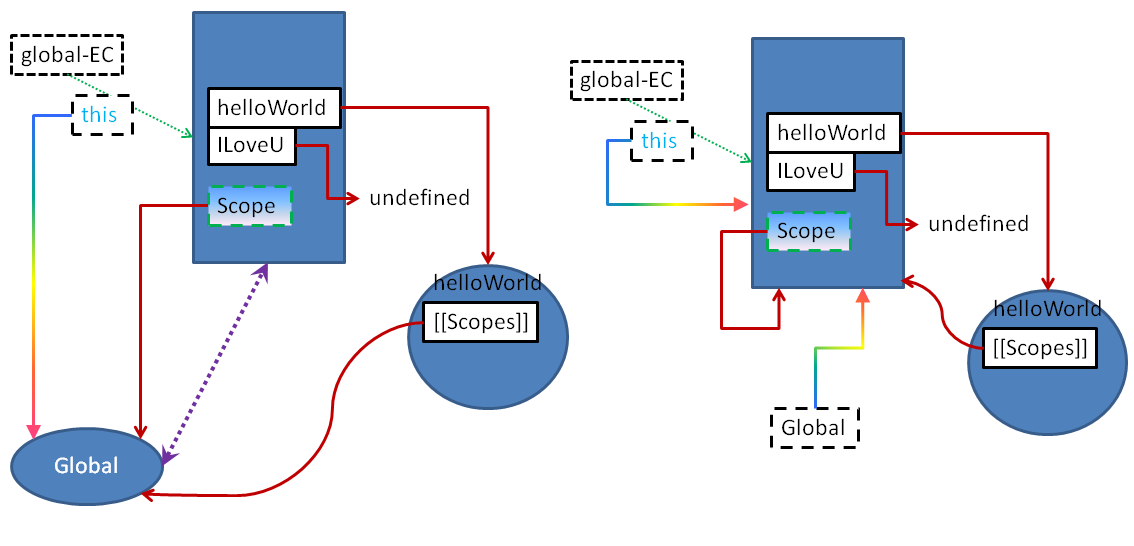 global-EC
this
helloWorld
ILoveU
Scope
undefined
helloWorld
[[Scopes]]
Global
global-EC
this
helloWorld
ILoveU
Scope
undefined
helloWorld
[[Scopes]]
Global